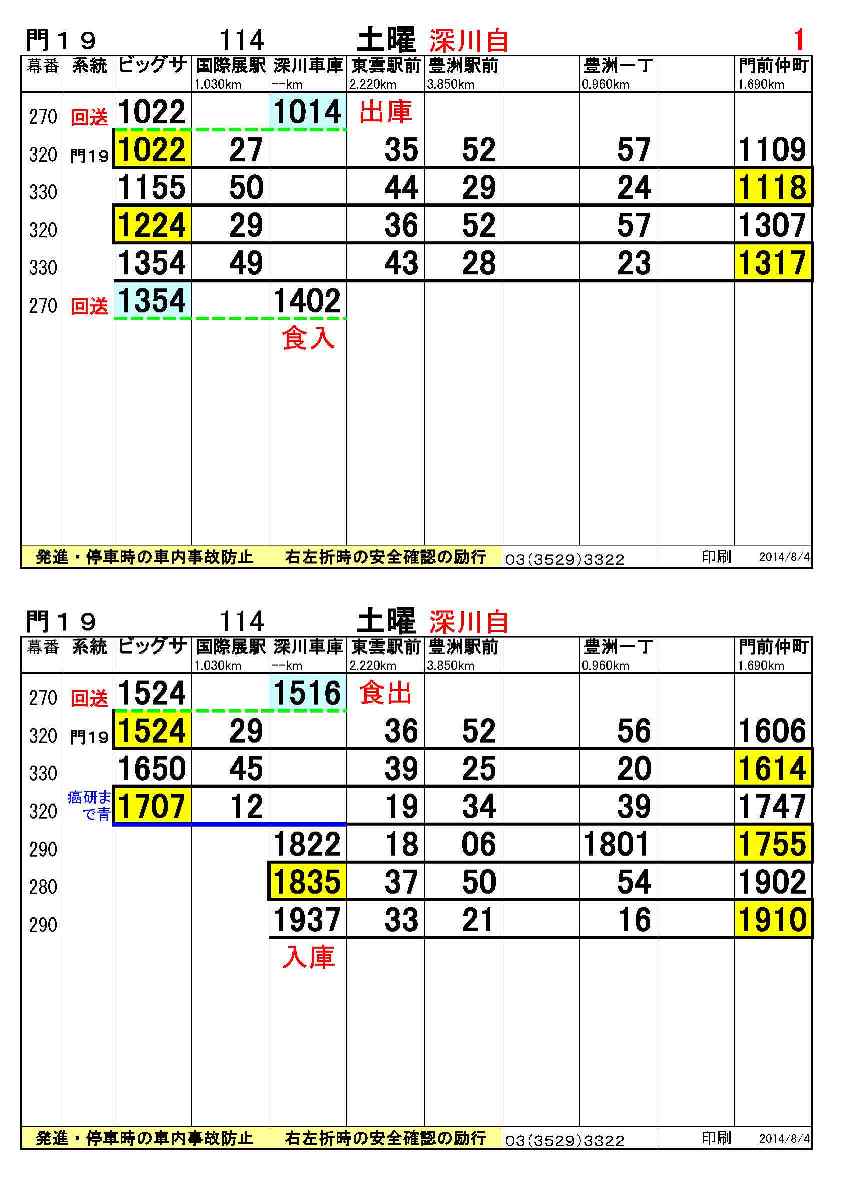 門１９ 114 土曜 深川自 1
幕番 系統 ビッグサ 国際展駅 深川車庫 東雲駅前 豊洲駅前 豊洲一丁 門前仲町
1.030km --km 2.220km 3.850km 0.960km 1.690km
270 回送 1022 1014 出庫
320 門19 1022 27 35 52 57 1109
330 1155 50 44 29 24 1118
320 1224 29 36 52 57 1307
330 1354 49 43 28 23 1317
270 回送 1354 1402
食入
発進・停車時の車内事故防止 右左折時の安全確認の励行 03(3529)3322 印刷 2014/8/4
門１９ 114 土曜 深川自
幕番 系統 ビッグサ 国際展駅 深川車庫 東雲駅前 豊洲駅前 豊洲一丁 門前仲町
1.030km --km 2.220km 3.850km 0.960km 1.690km
270 回送 1524 1516 食出
320 門19 1524 29 36 52 56 1606
330 1650 45 39 25 20 1614
320 癌研まで青 1707 12 19 34 39 1747
290 1822 18 06 1801 1755
280 1835 37 50 54 1902
290 1937 33 21 16 1910
入庫
発進・停車時の車内事故防止 右左折時の安全確認の励行 03(3529)3322 印刷 2014/8/4